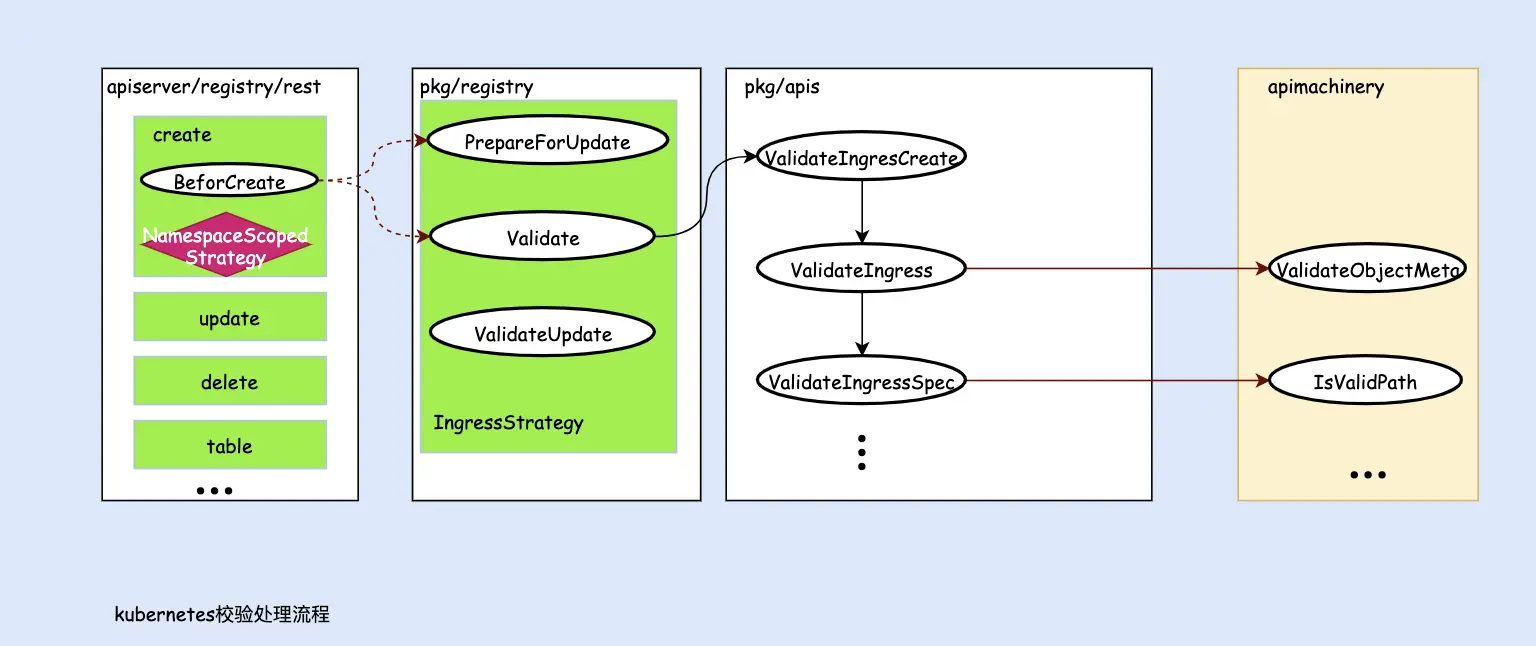 apiserver/registry/rest
create
BeforCreate
NamespaceScoped
Strategy
update
delete
table
pkg/registry
PrepareForUpdate
Validate
ValidateUpdate
IngressStrategy
pkg/apis
ValidateIngresCreate
ValidateIngress
ValidateIngressSpec
apimachinery
ValidateObjectMeta
IsValidPath
kubernetes校验处理流程